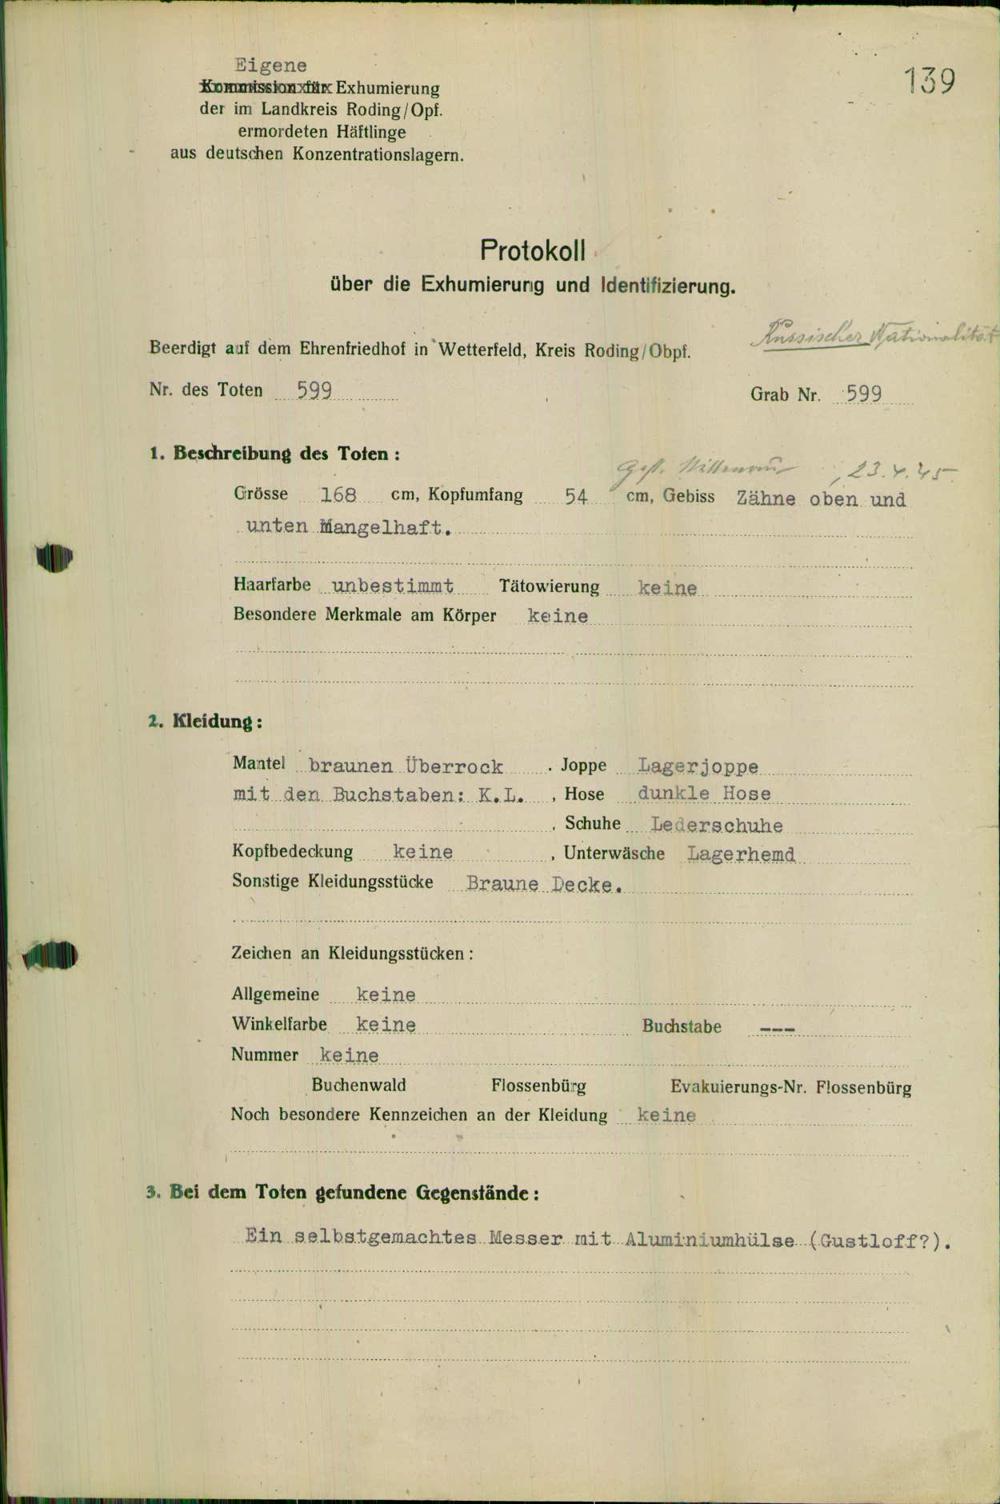 Eigene
139
Kommission für Exhumierung
der im Landkreis Roding/Opf.
ermordeten Häftlinge
aus deutschen Konzentrationslagern.
Protokoll
über die Exhumierung und Identifizierung.
Russischer Nationalität
Beerdigt auf dem Ehrenfriedhof in Wetterfeld, Kreis Roding/Obpf.
Nr. des Toten 599 Grab Nr. 599
1. Beschreibung des Toten:
gest. , 23.4.45
Grösse 168 cm, Kopfumfang 54 cm, Gebiss Zähne oben und
unten Mangelhaft.
Haarfarbe unbestimmt Tätowierung keine
Besondere Merkmale am Körper keine
2. Kleidung:
Mantel braunen Überrock . Joppe Lagerjoppe
mit den Buchstaben: K.L. , Hose dunkle Hose
, Schuhe Lederschuhe
Kopfbedeckung keine , Unterwäsche Lagerhemd
Sonstige Kleidungsstücke Braune Decke.
Zeichen an Kleidungsstücken:
Allgemeine keine
Winkelfarbe keine Buchstabe ---
Nummer keine
Buchenwald Flossenbürg Evakuierungs-Nr. Flossenbürg
Noch besondere Kennzeichen an der Kleidung keine
3. Bei dem Toten gefundene Gegenstände:
Ein selbstgemachtes Messer mit Aluminiumhülse (Gustloff?).